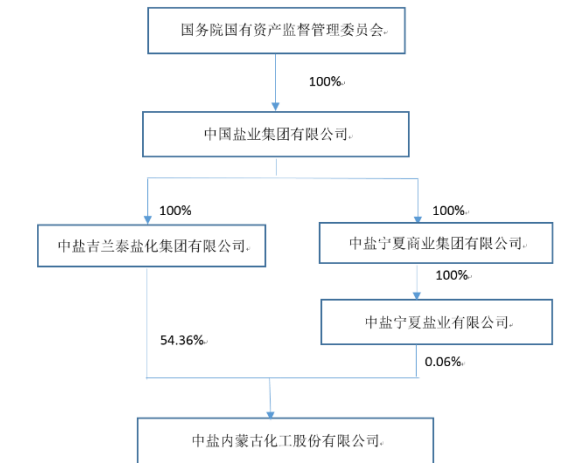 国务院国有资产监督管理委员会
100%
中国盐业集团有限公司
100%
100%
中盐吉兰泰盐化集团有限公司
中盐宁夏商业集团有限公司
100%
中盐宁夏盐业有限公司
54.36%
0.06%
中盐内蒙古化工股份有限公司